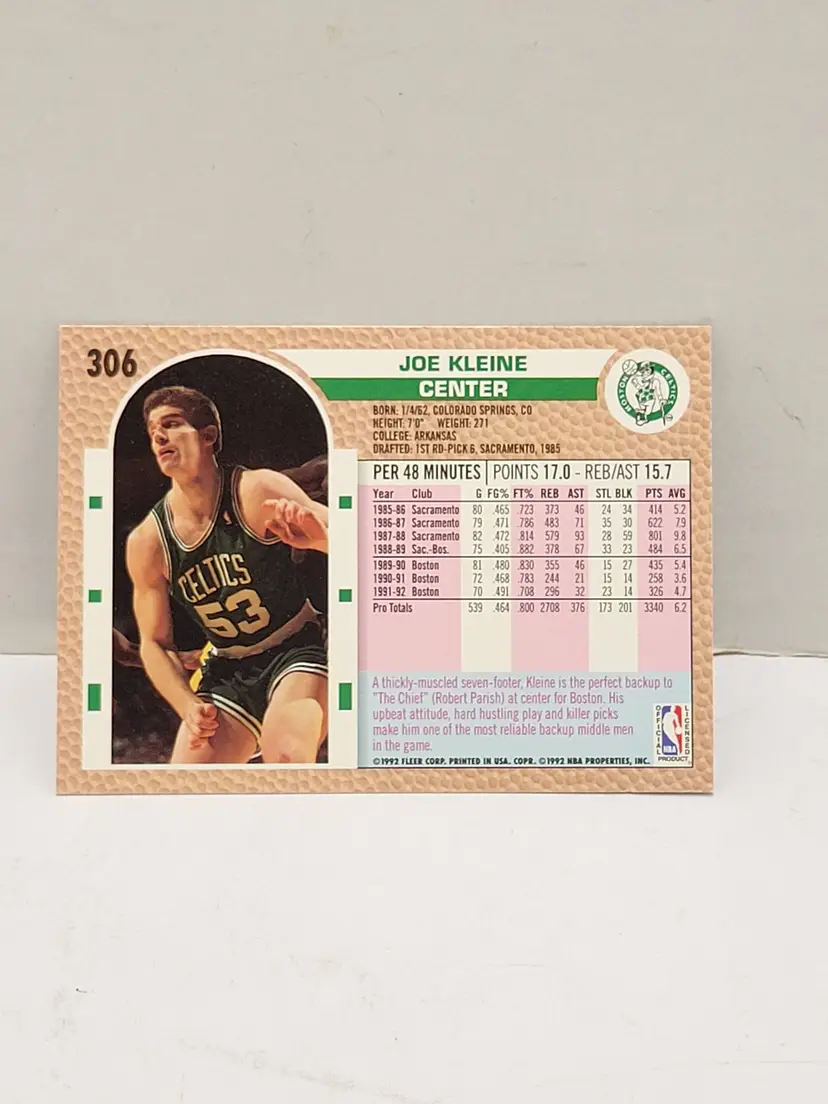 306
JOE KLEINE
CENTER
BOSTON CELTICS
BORN: 1/4/62, COLORADO SPRINGS, CO
HEIGHT: 7'0" WEIGHT: 271
COLLEGE: ARKANSAS
DRAFTED: 1ST RD-PICK 6, SACRAMENTO, 1985
PER 48 MINUTES | POINTS 17.0 - REB/AST 15.7
Year Club G FG% FT% REB AST STL BLK PTS AVG
1985-86 Sacramento 80 .465 .723 373 46 24 34 414 5.2
1986-87 Sacramento 79 .471 .786 483 71 35 30 622 7.9
1987-88 Sacramento 82 .472 .814 579 93 28 59 801 9.8
1988-89 Sac.-Bos. 75 .405 .882 378 67 33 23 484 6.5
1989-90 Boston 81 .480 .830 355 46 15 27 435 5.4
1990-91 Boston 72 .468 .783 244 21 15 14 258 3.6
1991-92 Boston 70 .491 .708 296 32 23 14 326 4.7
Pro Totals 539 .464 .800 2708 376 173 201 3340 6.2
CELTICS
53
A thickly-muscled seven-footer, Kleine is the perfect backup to
"The Chief" (Robert Parish) at center for Boston. His
upbeat attitude, hard hustling play and killer picks
make him one of the most reliable backup middle men
in the game.
OFFICIAL LICENSED
NBA
PRODUCT
©1992 FLEER CORP. PRINTED IN USA. COPR. ©1992 NBA PROPERTIES, INC.